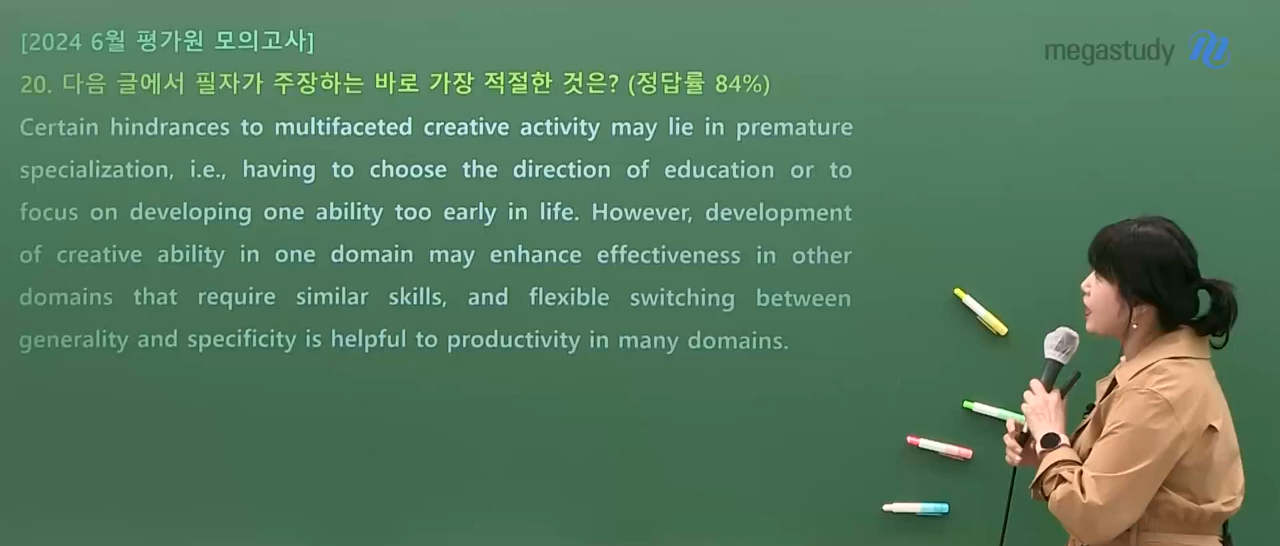 [2024 6월 평가원 모의고사]
megastudy
20. 다음 글에서 필자가 주장하는 바로 가장 적절한 것은? (정답률 84%)
Certain hindrances to multifaceted creative activity may lie in premature
specialization, i.e., having to choose the direction of education or to
focus on developing one ability too early in life. However, development
of creative ability in one domain may enhance effectiveness in other
domains that require similar skills, and flexible switching between
generality and specificity is helpful to productivity in many domains.